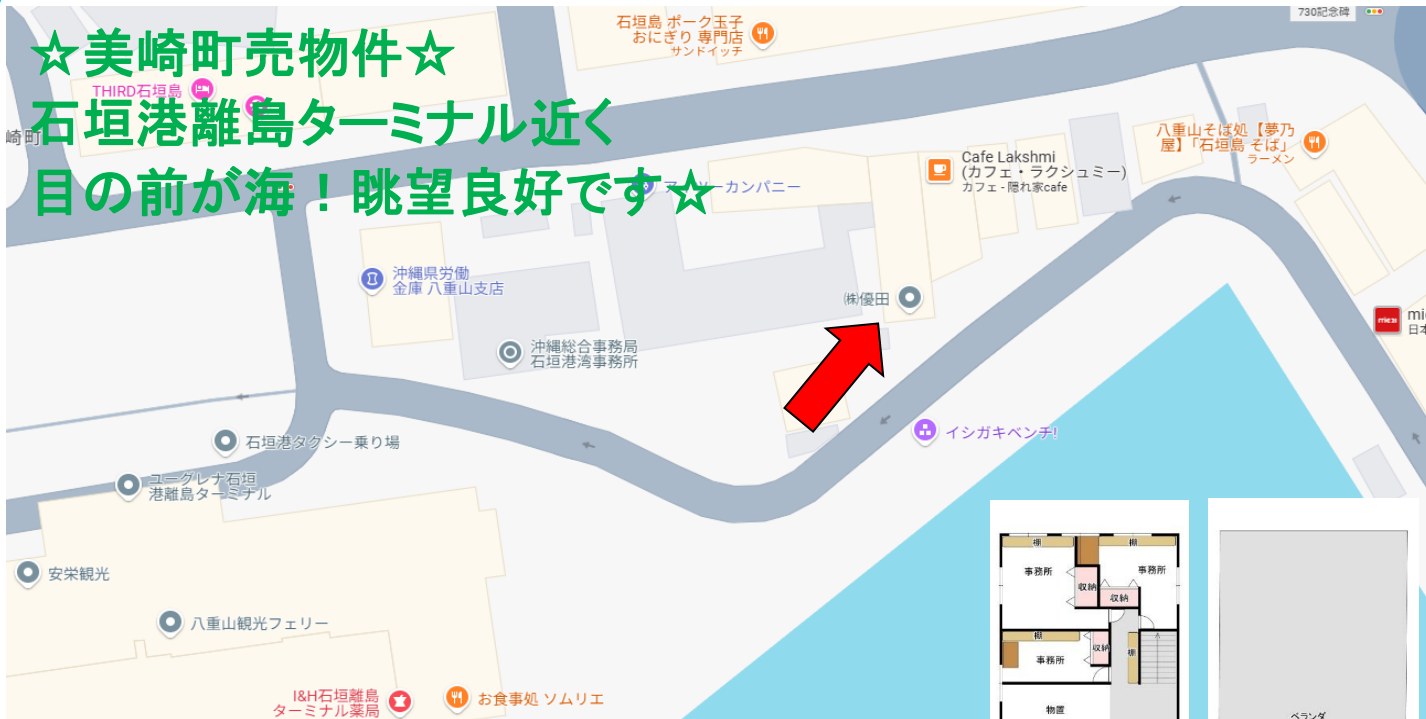 ☆美崎町売物件☆
石垣港離島ターミナル近く
目の前が海！眺望良好です☆
730記念碑
石垣島 ポーク玉子
おにぎり 専門店
サンドイッチ
THIRD石垣島
崎町
八重山そば処【夢乃
屋】「石垣島 そば」
ラーメン
Cafe Lakshmi
(カフェ・ラクシュミー)
カフェ - 隠れ家cafe
ーカンパニー
沖縄県労働
金庫 八重山支店
㈱優田
沖縄総合事務局
石垣港湾事務所
mic21
mi
日本
イシガキベンチ!
石垣港タクシー乗り場
ユーグレナ石垣
港離島ターミナル
安栄観光
八重山観光フェリー
I&H石垣離島
ターミナル薬局
お食事処 ソムリエ
棚
棚
事務所
事務所
収納
収納
棚
収納
棚
事務所
物置
ベランダ